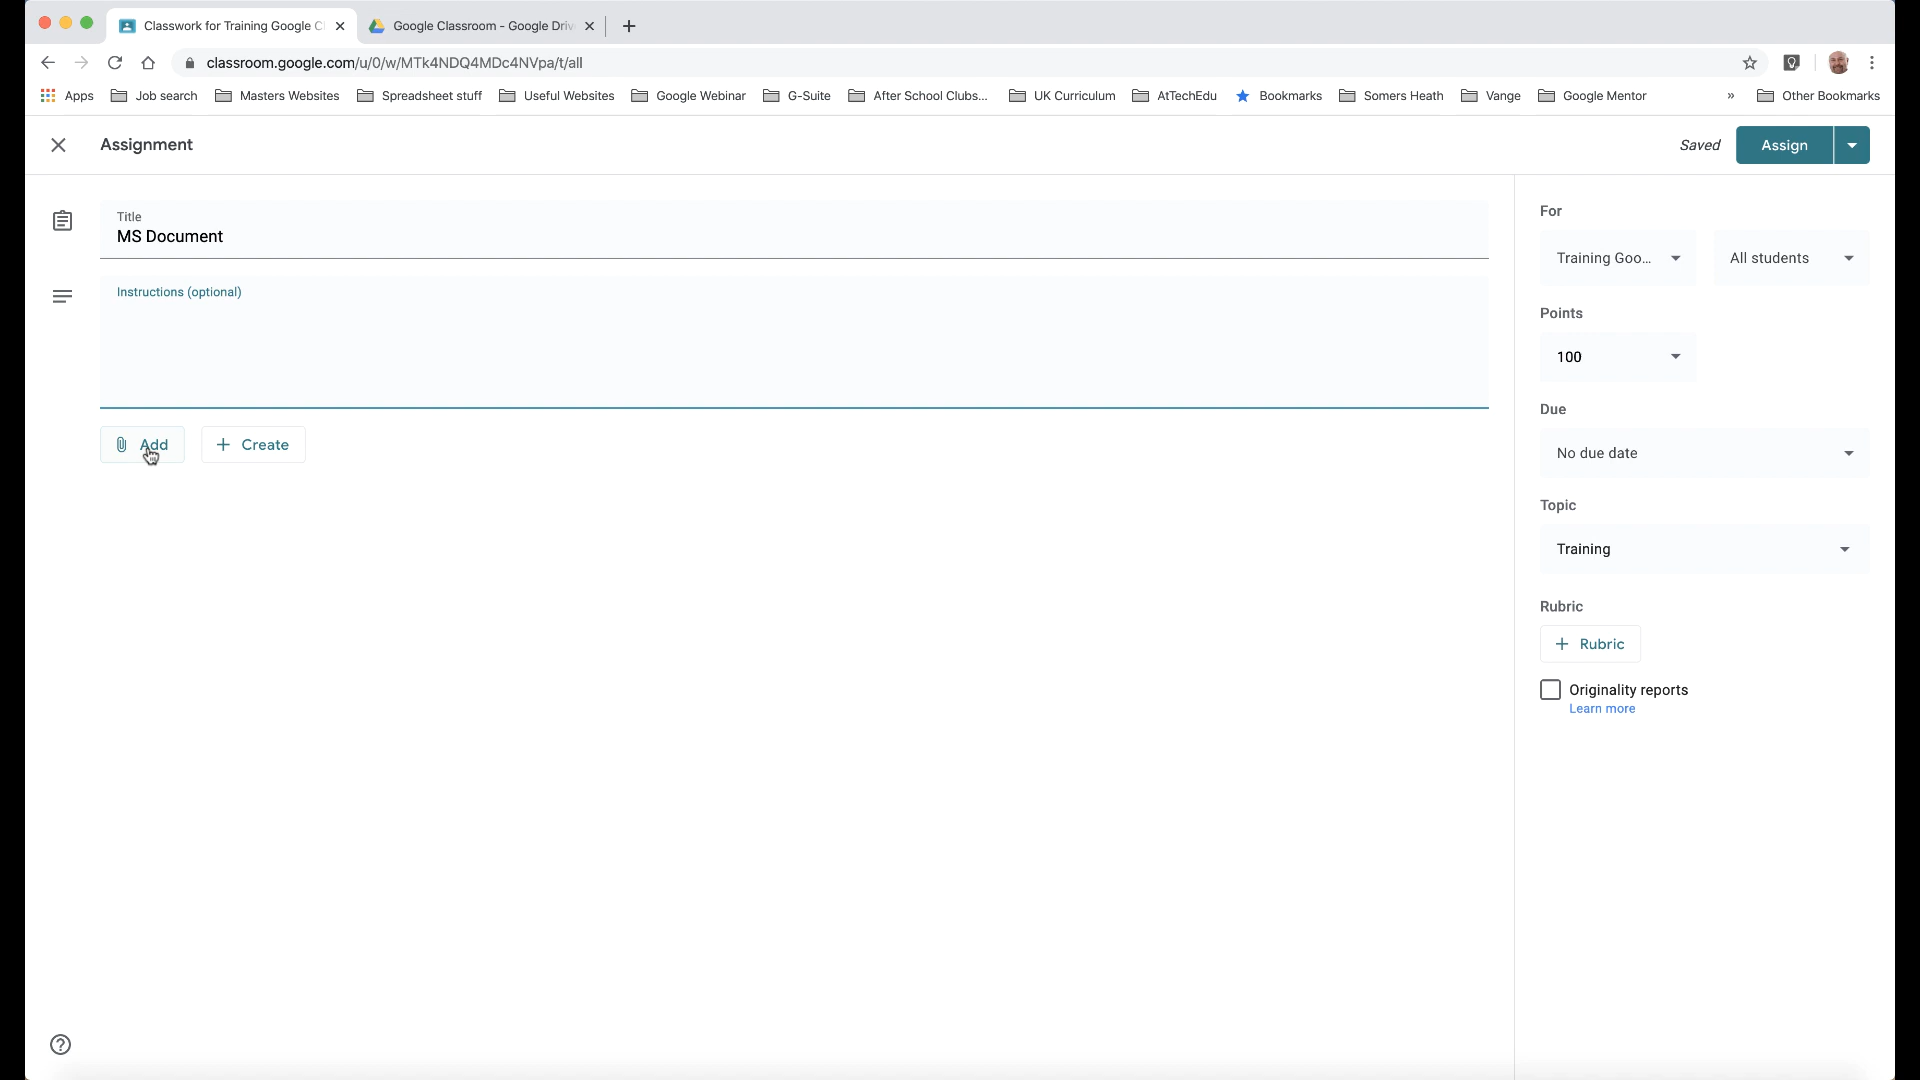 Classwork for Training Google C
Google Classroom - Google Driv
classroom.google.com/u/0/w/MTk4NDQ4MDc4NVpa/t/all
Apps Job search Masters Websites Spreadsheet stuff Useful Websites Google Webinar G-Suite After School Clubs... UK Curriculum AtTechEdu Bookmarks Somers Heath Vange Google Mentor » Other Bookmarks
Assignment
Saved
Assign
Title
MS Document
Instructions (optional)
Add
+ Create
For
Training Goo...
All students
Points
100
Due
No due date
Topic
Training
Rubric
+ Rubric
Originality reports
Learn more